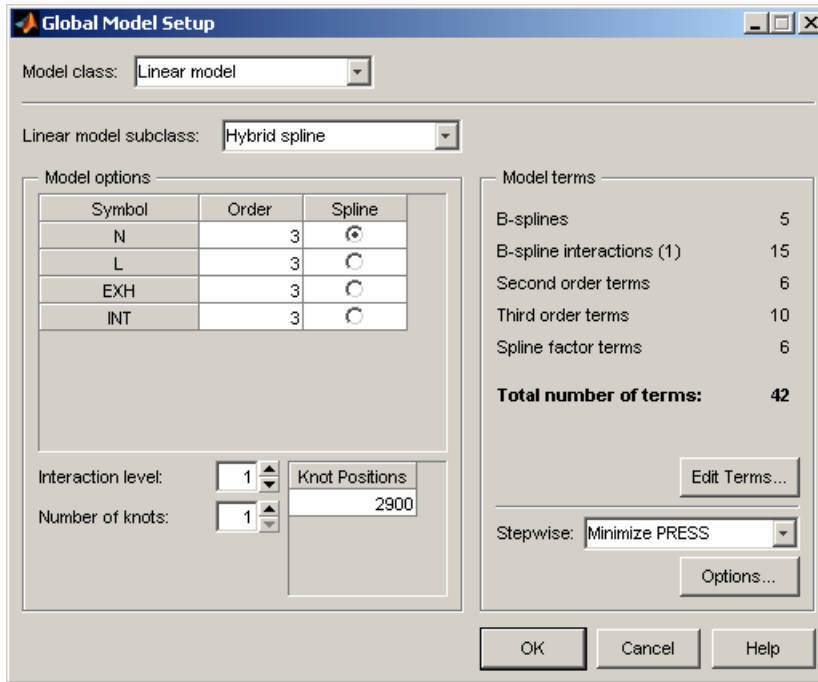 Global Model Setup
Model class: Linear model
Linear model subclass: Hybrid spline
Model options
Symbol Order Spline
N 3
L 3
EXH 3
INT 3
Interaction level: 1
Number of knots: 1
Knot Positions
2900
Model terms
B-splines 5
B-spline interactions (1) 15
Second order terms 6
Third order terms 10
Spline factor terms 6
Total number of terms: 42
Edit Terms...
Stepwise: Minimize PRESS
Options...
OK Cancel Help